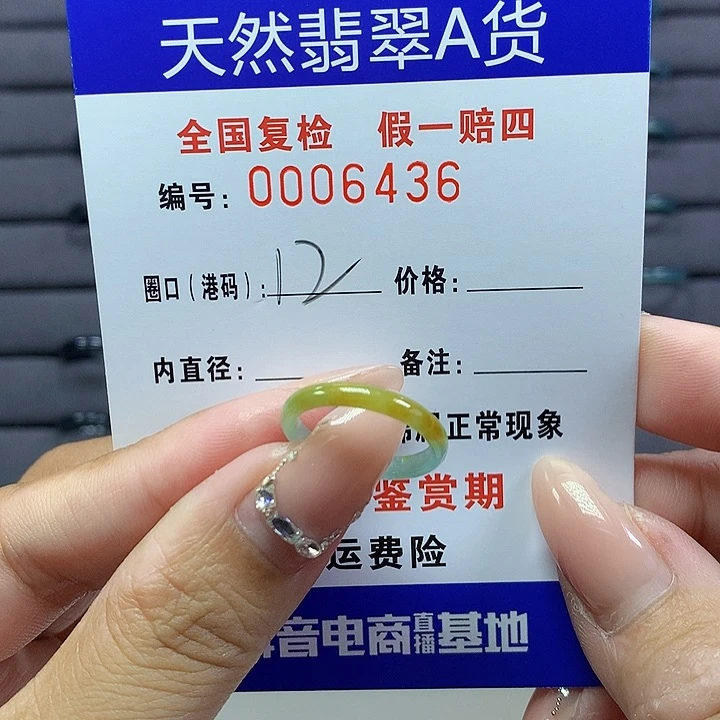 天然翡翠A货
全国复检 假一赔四
编号：0006436
圈口（港码）：12 价格：
内直径： 备注：
属正常现象
鉴赏期
运费险
音电商直播基地